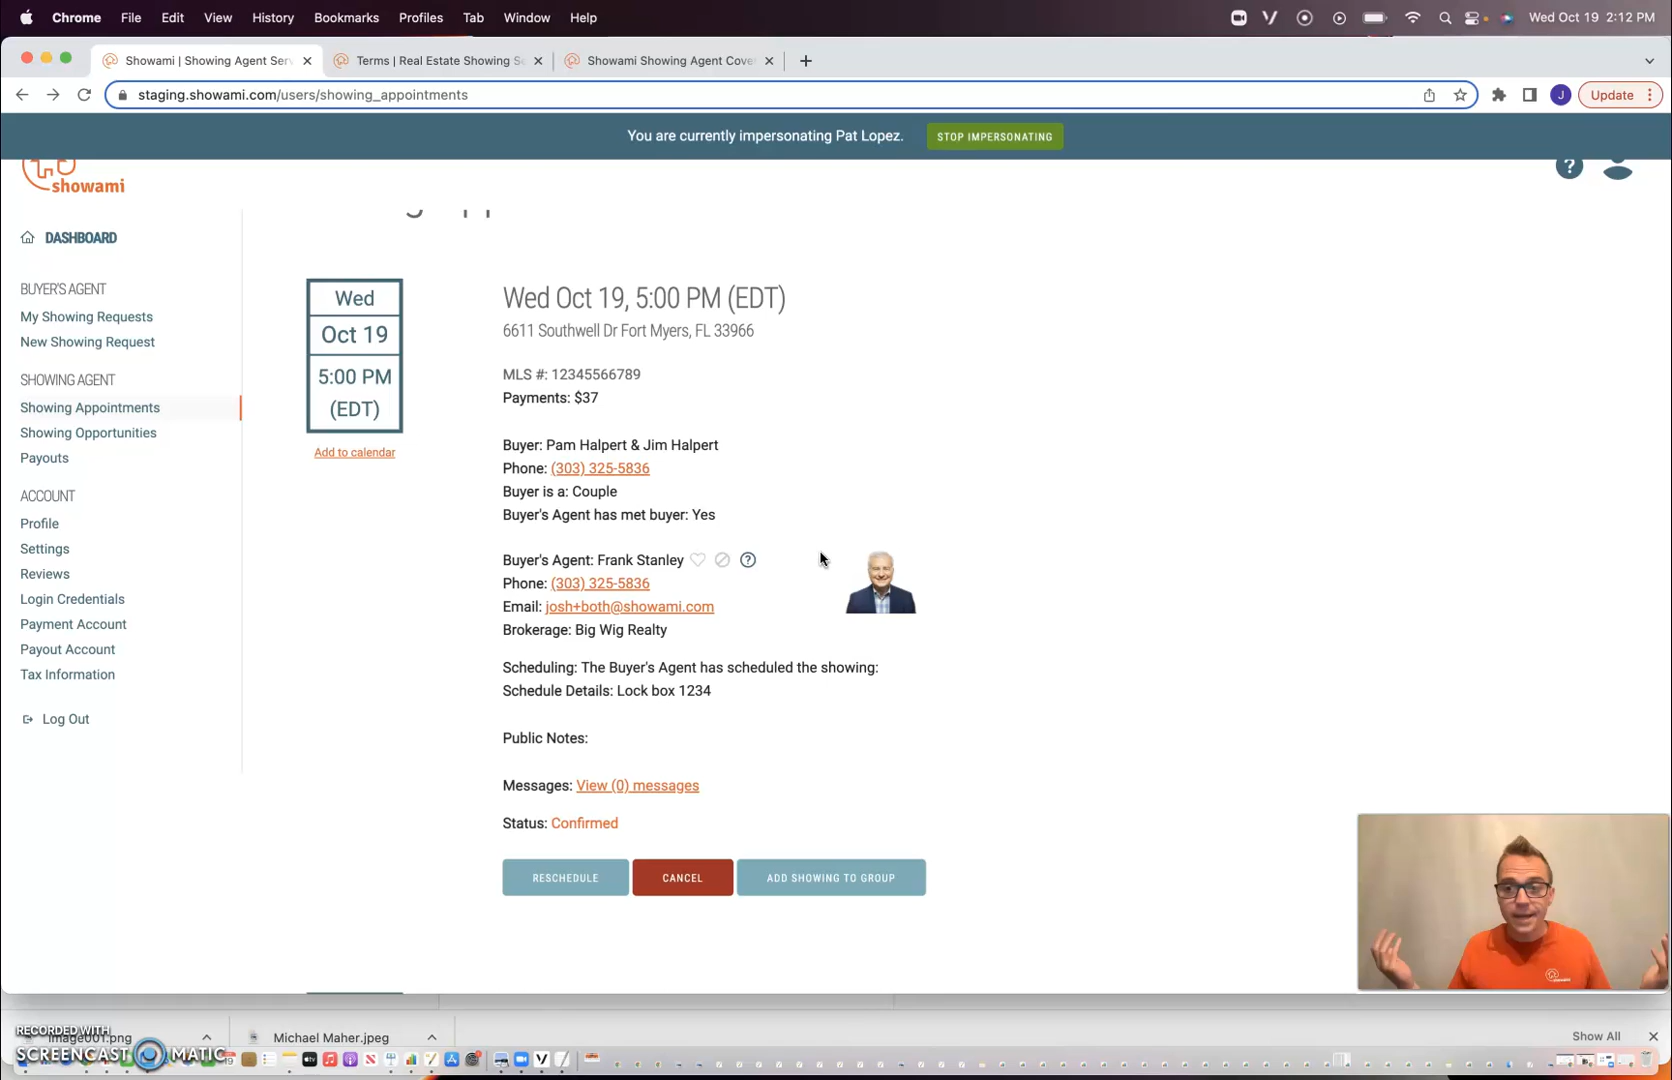 Chrome File Edit View History Bookmarks Profiles Tab Window Help Wed Oct 19 2:12 PM
Showami | Showing Agent Serv Terms | Real Estate Showing Se Showami Showing Agent Cove
staging.showami.com/users/showing_appointments J Update
You are currently impersonating Pat Lopez. STOP IMPERSONATING
showami ?
DASHBOARD
BUYER'S AGENT
My Showing Requests
New Showing Request
SHOWING AGENT
Showing Appointments
Showing Opportunities
Payouts
ACCOUNT
Profile
Settings
Reviews
Login Credentials
Payment Account
Payout Account
Tax Information
Log Out
Wed
Oct 19
5:00 PM
(EDT)
Add to calendar
Wed Oct 19, 5:00 PM (EDT)
6611 Southwell Dr Fort Myers, FL 33966
MLS #: 12345566789
Payments: $37
Buyer: Pam Halpert & Jim Halpert
Phone: (303) 325-5836
Buyer is a: Couple
Buyer's Agent has met buyer: Yes
Buyer's Agent: Frank Stanley ?
Phone: (303) 325-5836
Email: josh+both@showami.com
Brokerage: Big Wig Realty
Scheduling: The Buyer's Agent has scheduled the showing:
Schedule Details: Lock box 1234
Public Notes:
Messages: View (0) messages
Status: Confirmed
RESCHEDULE CANCEL ADD SHOWING TO GROUP
image001.png Michael Maher.jpeg Show All
RECORDED WITH
SCREENCAST MATIC